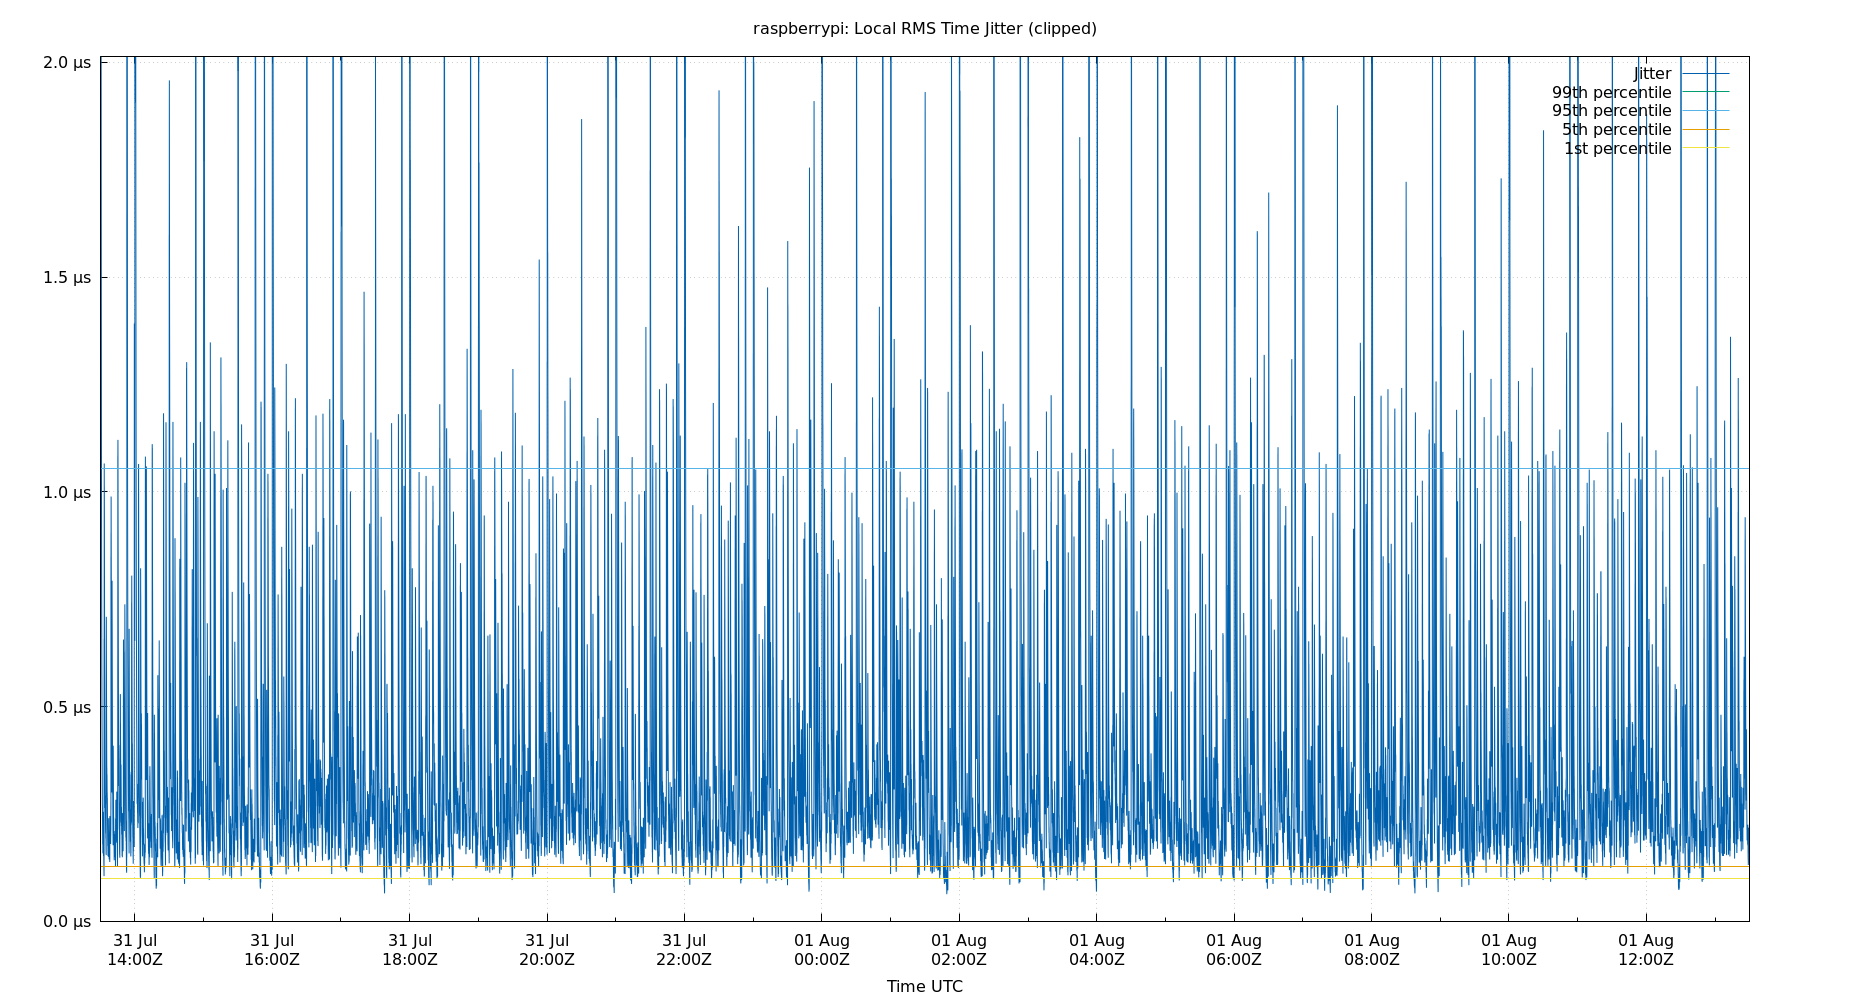 raspberrypi: Local RMS Time Jitter (clipped)
2.0 µs
1.5 µs
1.0 µs
0.5 µs
0.0 µs
Jitter
99th percentile
95th percentile
5th percentile
1st percentile
31 Jul 31 Jul 31 Jul 31 Jul 31 Jul 01 Aug 01 Aug 01 Aug 01 Aug 01 Aug 01 Aug 01 Aug
14:00Z 16:00Z 18:00Z 20:00Z 22:00Z 00:00Z 02:00Z 04:00Z 06:00Z 08:00Z 10:00Z 12:00Z
Time UTC